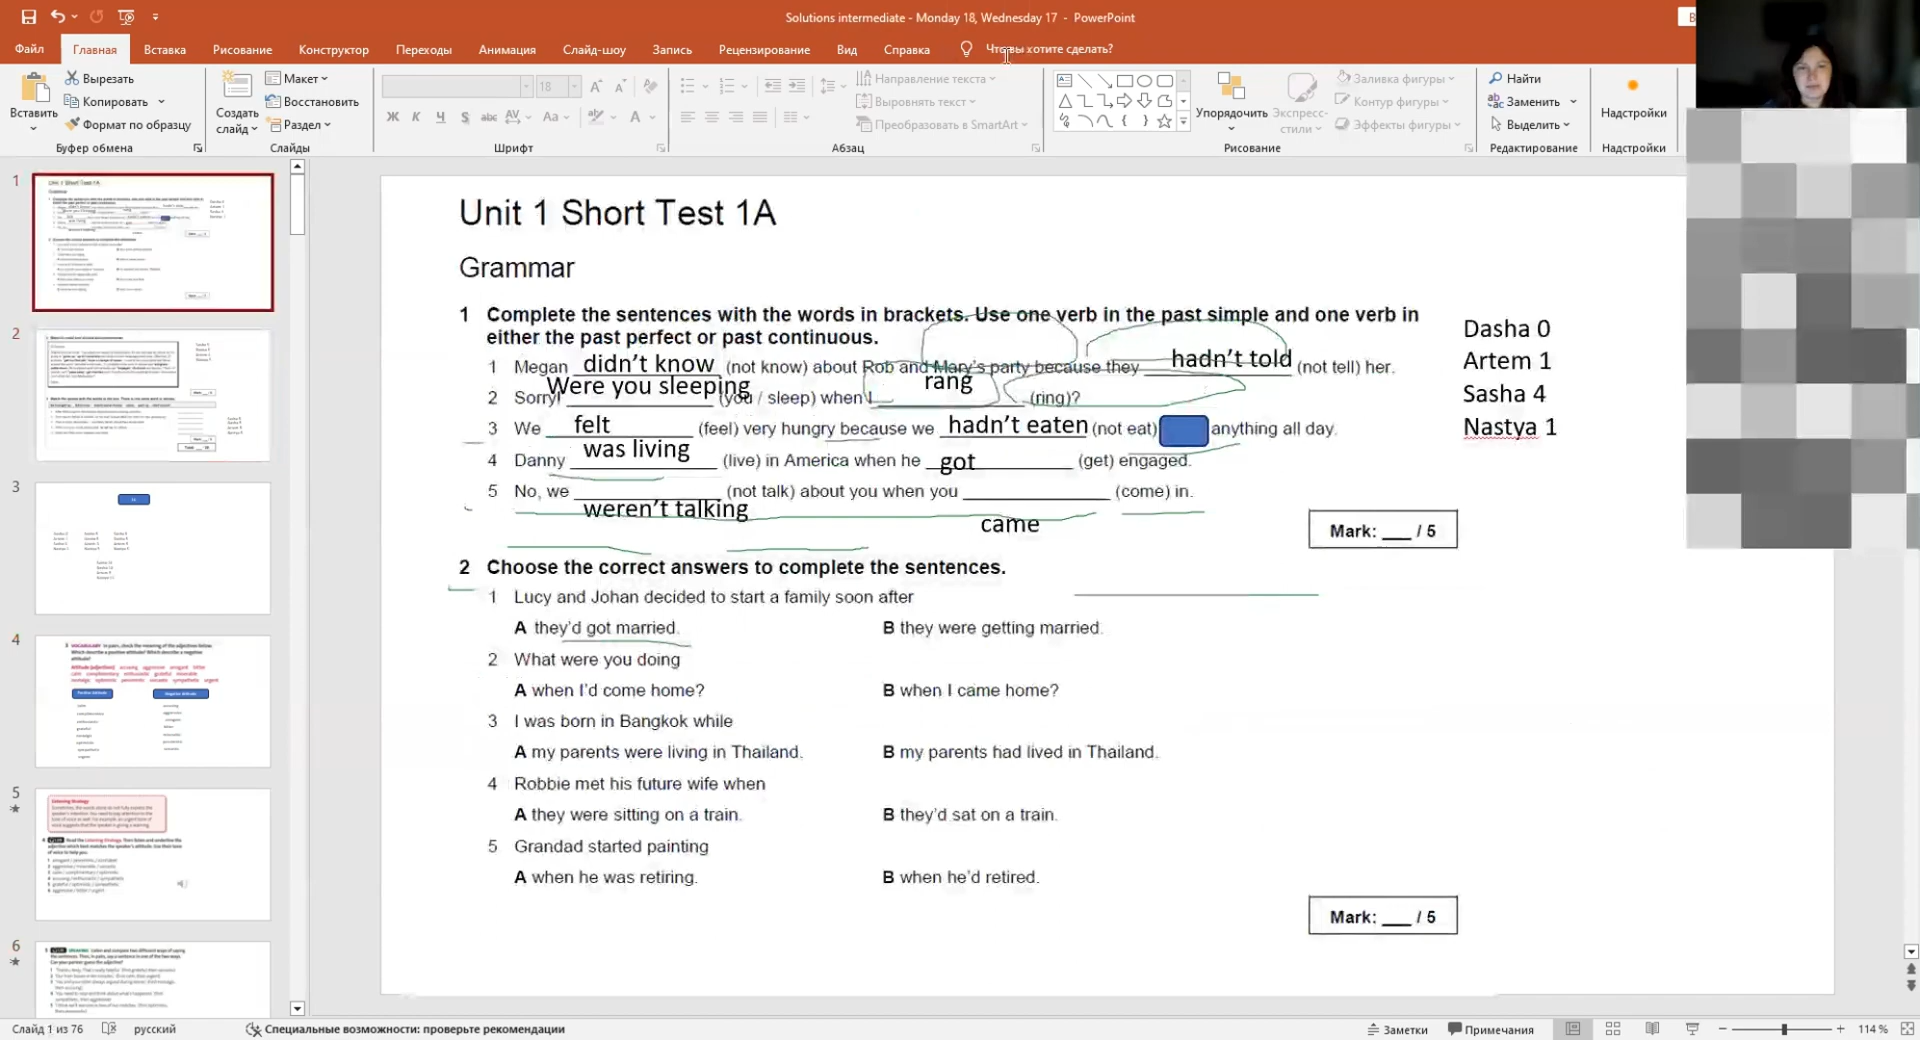 Solutions intermediate - Monday 18, Wednesday 17 - PowerPoint
Файл Главная Вставка Рисование Конструктор Переходы Анимация Слайд-шоу Запись Рецензирование Вид Справка Что вы хотите сделать?
Вставить
Вырезать
Копировать
Формат по образцу
Буфер обмена
Создать слайд
Макет
Восстановить
Раздел
Слайды
18
Ж К Ч S abc AV Aa А
Шрифт
Направление текста
Выровнять текст
Преобразовать в SmartArt
Абзац
Упорядочить
Экспресс-стили
Заливка фигуры
Контур фигуры
Эффекты фигуры
Рисование
Найти
Заменить
Выделить
Редактирование
Настройки
Настройки
1
2
3
4
5
6
Unit 1 Short Test 1A
Grammar
1 Complete the sentences with the words in brackets. Use one verb in the past simple and one verb in
either the past perfect or past continuous.
1 Megan didn’t know (not know) about Rob and Mary’s party because they hadn’t told (not tell) her.
2 Sorry! Were you sleeping (you / sleep) when I rang (ring)?
3 We felt (feel) very hungry because we hadn’t eaten (not eat) anything all day.
4 Danny was living (live) in America when he got (get) engaged.
5 No, we weren’t talking (not talk) about you when you came (come) in.
Mark: ___ / 5
Dasha 0
Artem 1
Sasha 4
Nastya 1
2 Choose the correct answers to complete the sentences.
1 Lucy and Johan decided to start a family soon after
A they’d got married. B they were getting married.
2 What were you doing
A when I’d come home? B when I came home?
3 I was born in Bangkok while
A my parents were living in Thailand. B my parents had lived in Thailand.
4 Robbie met his future wife when
A they were sitting on a train. B they’d sat on a train.
5 Grandad started painting
A when he was retiring. B when he’d retired.
Mark: ___ / 5
Слайд 1 из 76 русский Специальные возможности: проверьте рекомендации Заметки Примечания 114 %